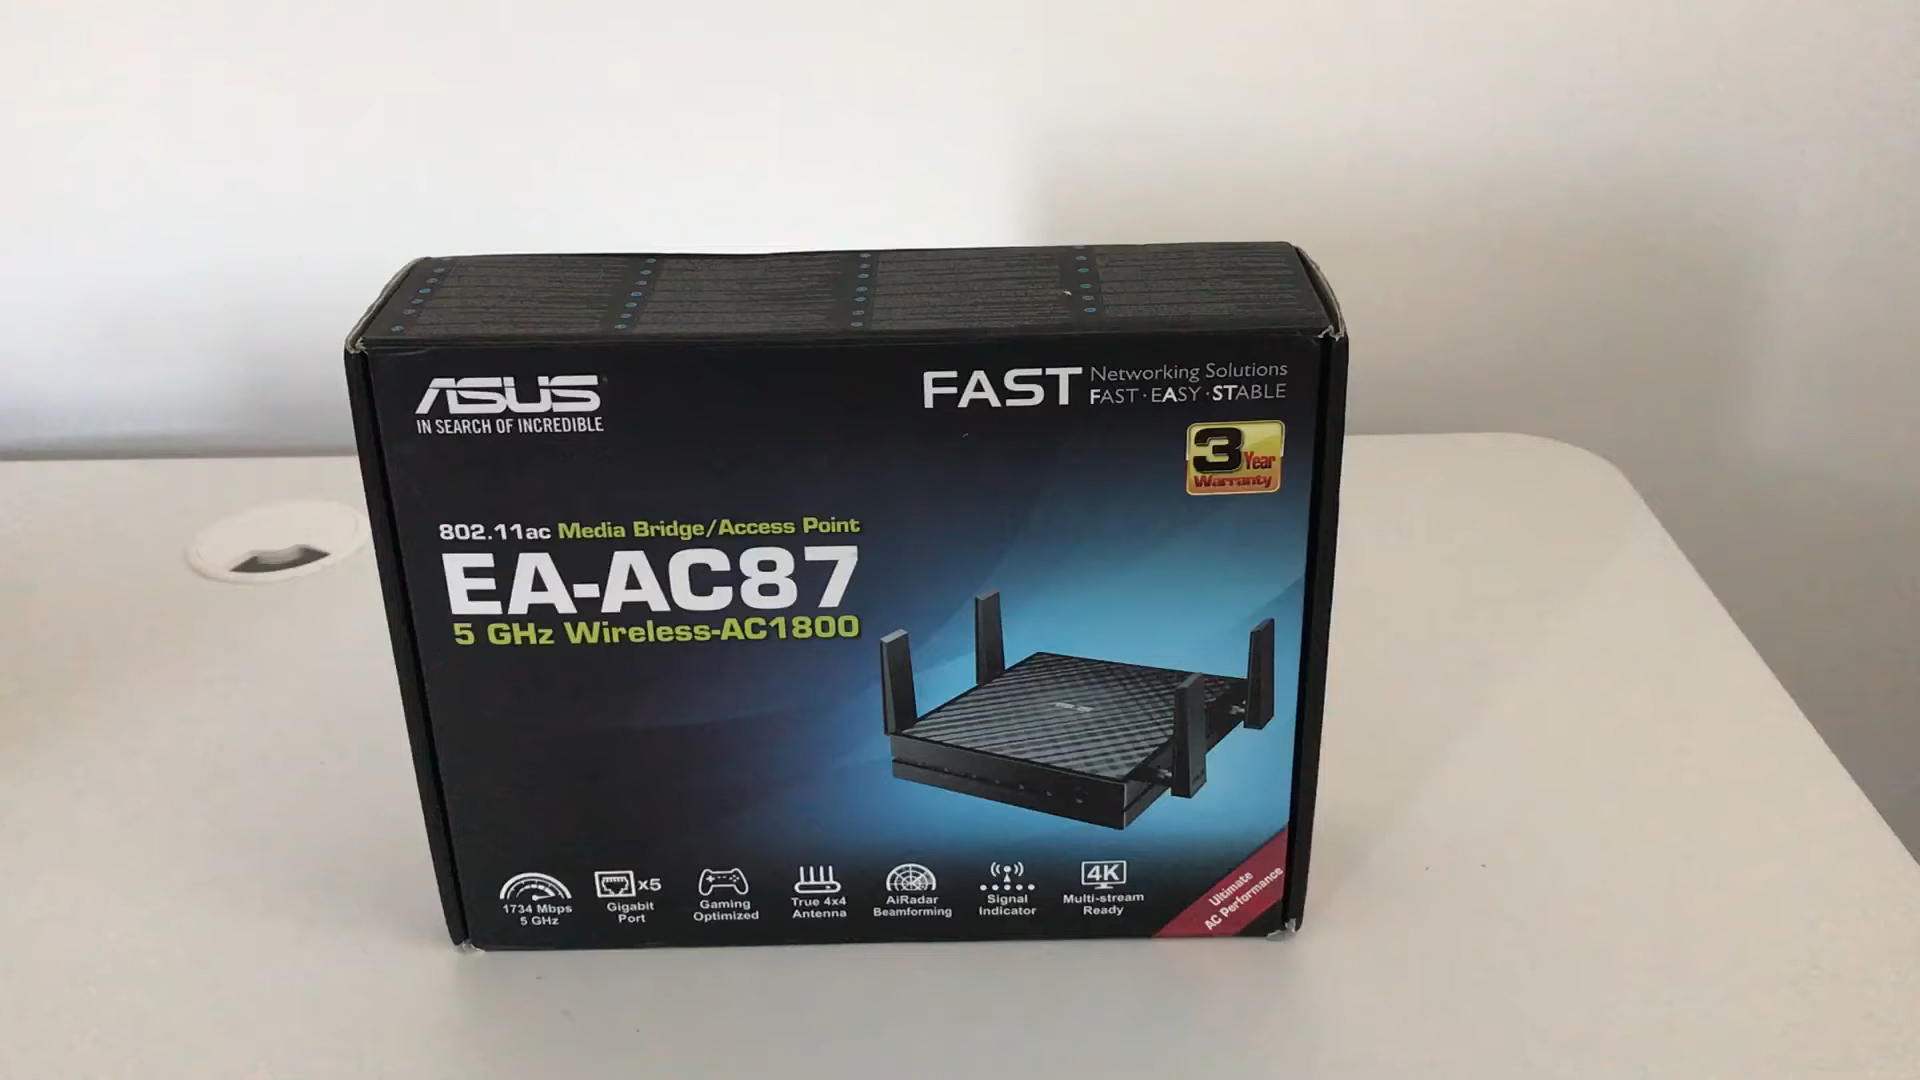 ASUS
IN SEARCH OF INCREDIBLE
FAST Networking Solutions
FAST · EASY · STABLE
3 Year
Warranty
802.11ac Media Bridge/Access Point
EA-AC87
5 GHz Wireless-AC1800
1734 Mbps
5 GHz
x5
Gigabit
Port
Gaming
Optimized
True 4x4
Antenna
AiRadar
Beamforming
Signal
Indicator
4K
Multi-stream
Ready
Ultimate
AC Performance